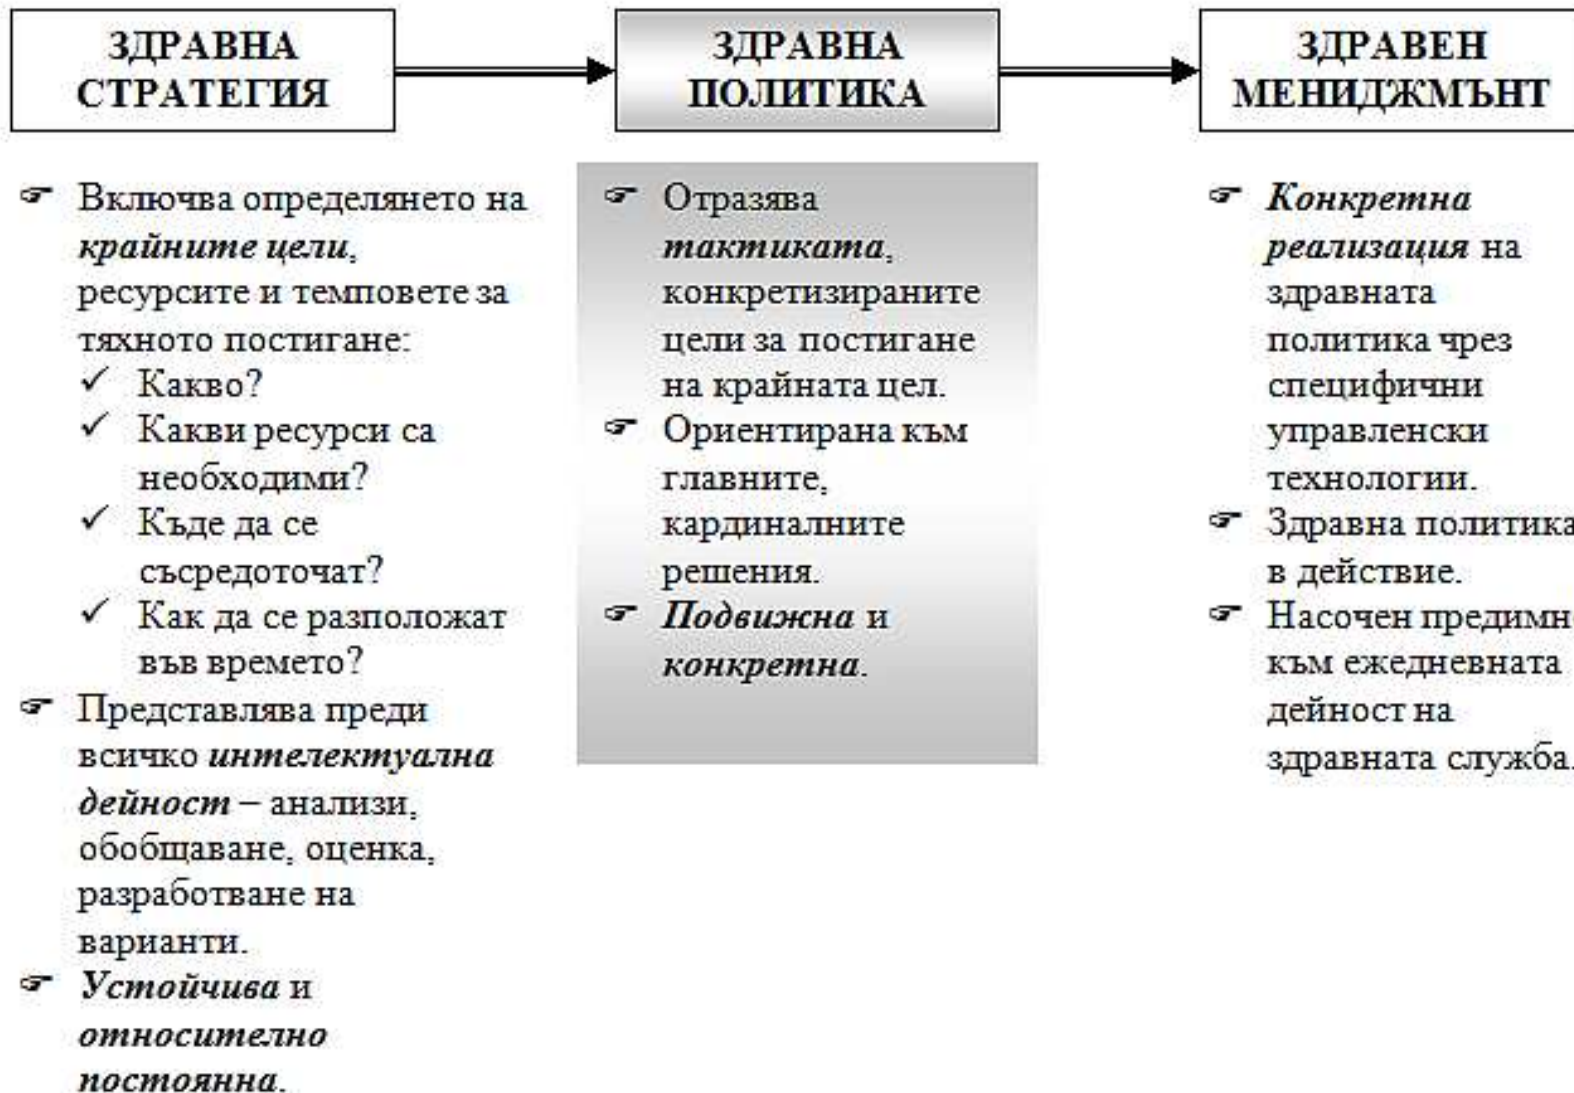 ЗДРАВНА
СТРАТЕГИЯ
ЗДРАВНА
ПОЛИТИКА
ЗДРАВЕН
МЕНИДЖМЪНТ
Включва определянето на
крайните цели,
ресурсите и темповете за
тяхното постигане:
Какво?
Какви ресурси са
необходими?
Къде да се
съсредоточат?
Как да се разположат
във времето?
Представлява преди
всичко интелектуална
дейност – анализи,
обобщаване, оценка,
разработване на
варианти.
Устойчива и
относително
постоянна.
Отразява
тактиката,
конкретизираните
цели за постигане
на крайната цел.
Ориентирана към
главните,
кардиналните
решения.
Подвижна и
конкретна.
Конкретна
реализация на
здравната
политика чрез
специфични
управленски
технологии.
Здравна политика
в действие.
Насочен предимно
към ежедневната
дейност на
здравната служба.